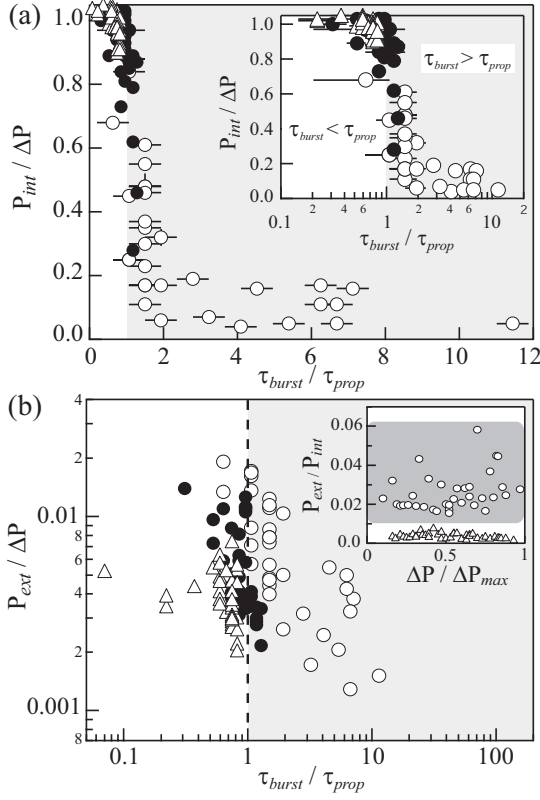 (a)
P_int / ΔP
1.0
0.8
0.6
0.4
0.2
0.0
0 2 4 6 8 10 12
τ_burst / τ_prop
P_int / ΔP
1.0
0.8
0.6
0.4
0.2
0.0
τ_burst > τ_prop
τ_burst < τ_prop
0.1 2 4 6 1 2 4 6 10 2
τ_burst / τ_prop
(b)
P_ext / ΔP
4
2
0.01
8
6
4
2
0.001
8
0.1 1 10 100
τ_burst / τ_prop
P_ext / P_int
0.06
0.04
0.02
0.0
0 0.5 1
ΔP / ΔP_max